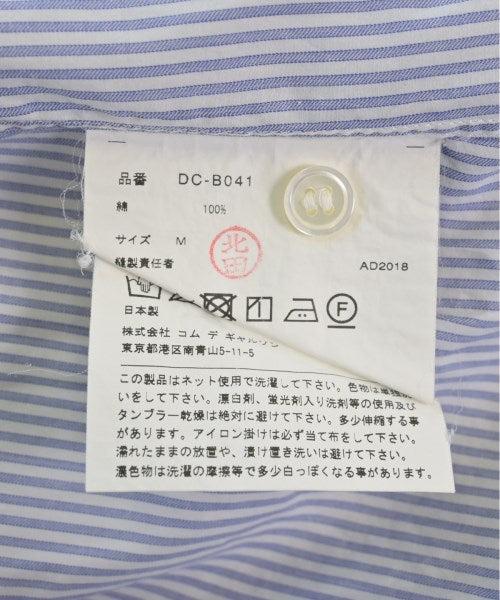 品番 DC-B041
綿 100%
サイズ M
北田
縫製責任者
AD2018
日本製
株式会社 コム デ ギャルソン
東京都港区南青山5-11-5
この製品はネット使用で洗濯して下さい。色物は単独
いをして下さい。漂白剤、蛍光剤入り洗剤等の使用及び
タンブラー乾燥は絶対に避けて下さい。多少伸縮する事
があります。アイロン掛けは必ず当て布をして下さい。
濡れたままの放置や、漬け置き洗いは避けて下さい。
濃色物は洗濯の摩擦等で多少白っぽくなる事があります。